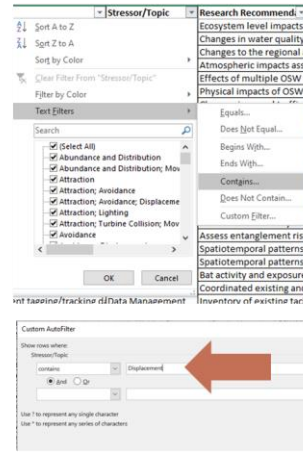 Stressor/Topic
Research Recommend
Sort A to Z
Sort Z to A
Sort by Color
Clear Filter From "Stressor/Topic"
Filter by Color
Text Filters
Search
(Select All)
Abundance and Distribution
Abundance and Distribution; Mov
Attraction
Attraction; Avoidance
Attraction; Avoidance; Displaceme
Attraction; Lighting
Attraction; Turbine Collision; Mov
Avoidance
OK
Cancel
Ecosystem level impacts
Changes in water quality
Changes to the regional
Atmospheric impacts ass
Effects of multiple OSW
Physical impacts of OSW
Equals...
Does Not Equal...
Begins With...
Ends With...
Contains...
Does Not Contain...
Custom Filter...
Assess entanglement ris
Spatiotemporal patterns
Spatiotemporal patterns
Bat activity and exposure
Coordinated existing and
ent tagging/tracking d
Data Management
Inventory of existing tag
Custom AutoFilter
Show rows where:
Stressor/Topic
contains
Displacement
And
Or
Use ? to represent any single character
Use * to represent any series of characters